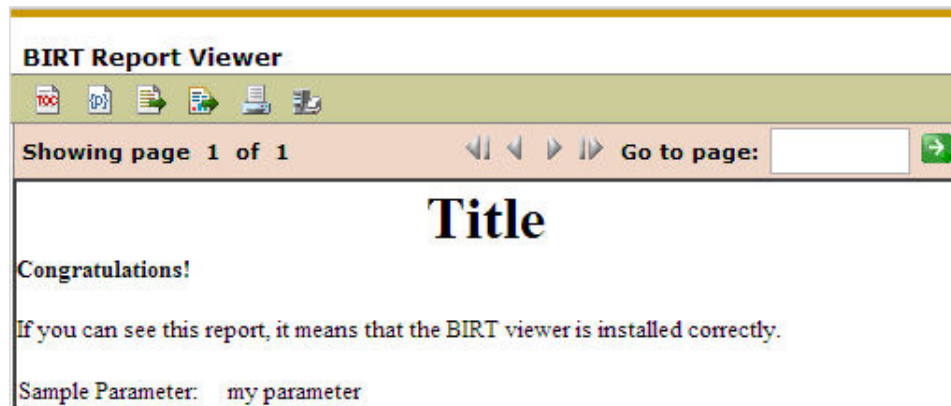 BIRT Report Viewer
TOC {p}
Showing page 1 of 1 Go to page:
Title
Congratulations!
If you can see this report, it means that the BIRT viewer is installed correctly.
Sample Parameter: my parameter